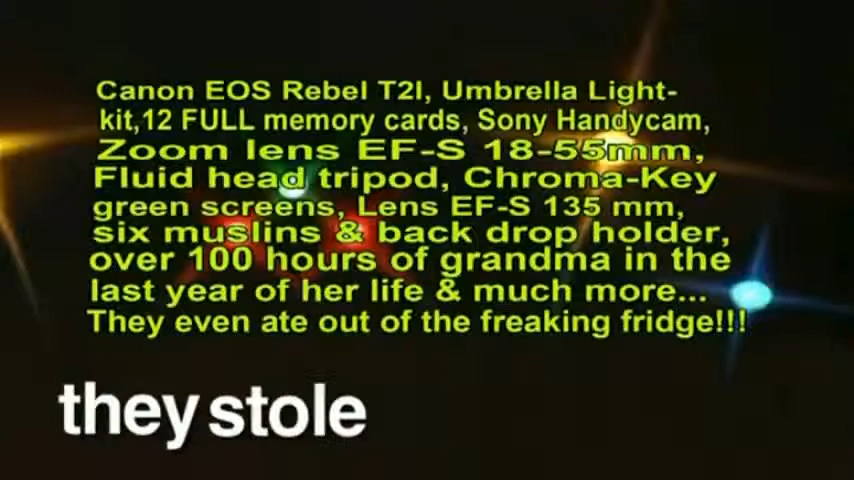 Canon EOS Rebel T2I, Umbrella Light-
kit,12 FULL memory cards, Sony Handycam,
Zoom lens EF-S 18-55mm,
Fluid head tripod, Chroma-Key
green screens, Lens EF-S 135 mm,
six muslins & back drop holder,
over 100 hours of grandma in the
last year of her life & much more...
They even ate out of the freaking fridge!!!
they stole